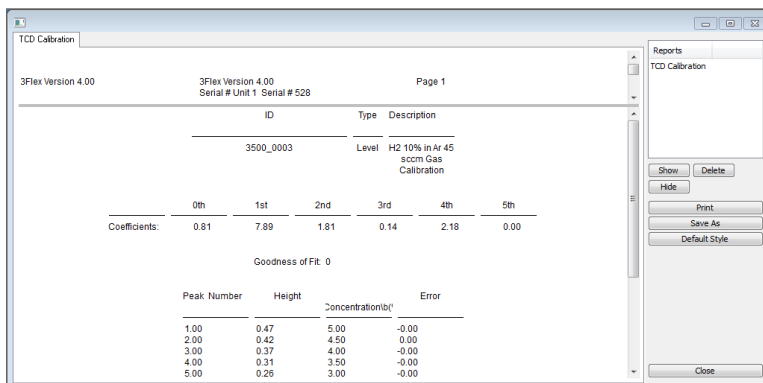 TCD Calibration
3Flex Version 4.00 3Flex Version 4.00 Page 1
Serial # Unit 1 Serial # 528
ID Type Description
3500_0003 Level H2 10% in Ar 45
sccm Gas
Calibration
0th 1st 2nd 3rd 4th 5th
Coefficients: 0.81 7.89 1.81 0.14 2.18 0.00
Goodness of Fit: 0
Peak Number Height Concentration\b(' Error
1.00 0.47 5.00 -0.00
2.00 0.42 4.50 0.00
3.00 0.37 4.00 -0.00
4.00 0.31 3.50 -0.00
5.00 0.26 3.00 -0.00
Reports
TCD Calibration
Show Delete
Hide
Print
Save As
Default Style
Close